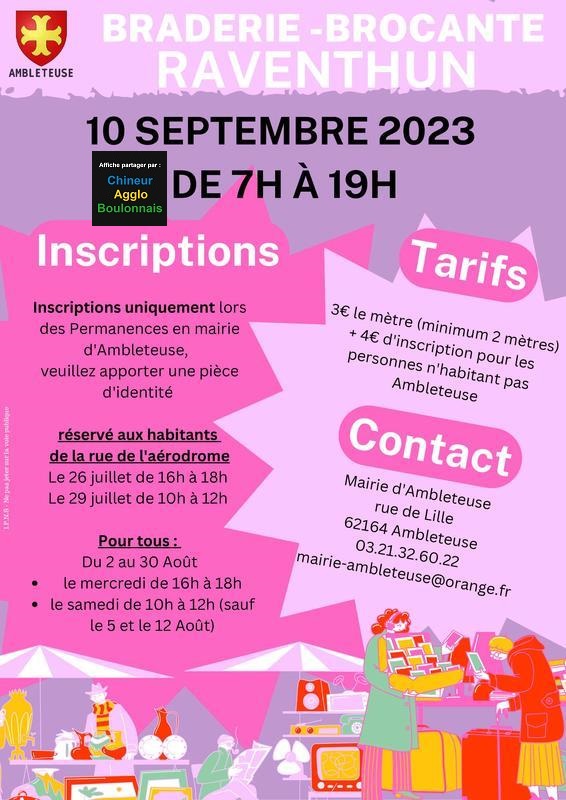 AMBLETEUSE
BRADERIE -BROCANTE
RAVENTHUN
10 SEPTEMBRE 2023
Affiche partager par :
Chineur
Agglo
Boulonnais
DE 7H À 19H
Inscriptions
Inscriptions uniquement lors
des Permanences en mairie
d'Ambleteuse,
veuillez apporter une pièce
d'identité
réservé aux habitants
de la rue de l'aérodrome
Le 26 juillet de 16h à 18h
Le 29 juillet de 10h à 12h
Pour tous :
Du 2 au 30 Août
• le mercredi de 16h à 18h
• le samedi de 10h à 12h (sauf
le 5 et le 12 Août)
Tarifs
3€ le mètre (minimum 2 mètres)
+ 4€ d'inscription pour les
personnes n'habitant pas
Ambleteuse
Contact
Mairie d'Ambleteuse
rue de Lille
62164 Ambleteuse
03.21.32.60.22
mairie-ambleteuse@orange.fr
I.P.N.S : Ne pas jeter sur la voie publique